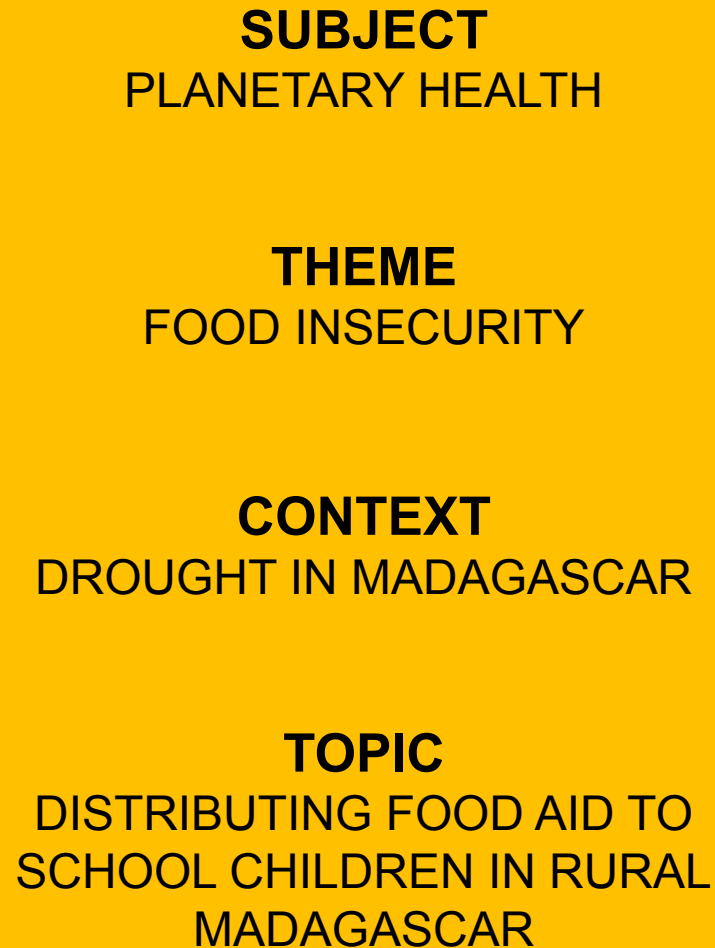 SUBJECT
PLANETARY HEALTH
THEME
FOOD INSECURITY
CONTEXT
DROUGHT IN MADAGASCAR
TOPIC
DISTRIBUTING FOOD AID TO
SCHOOL CHILDREN IN RURAL
MADAGASCAR